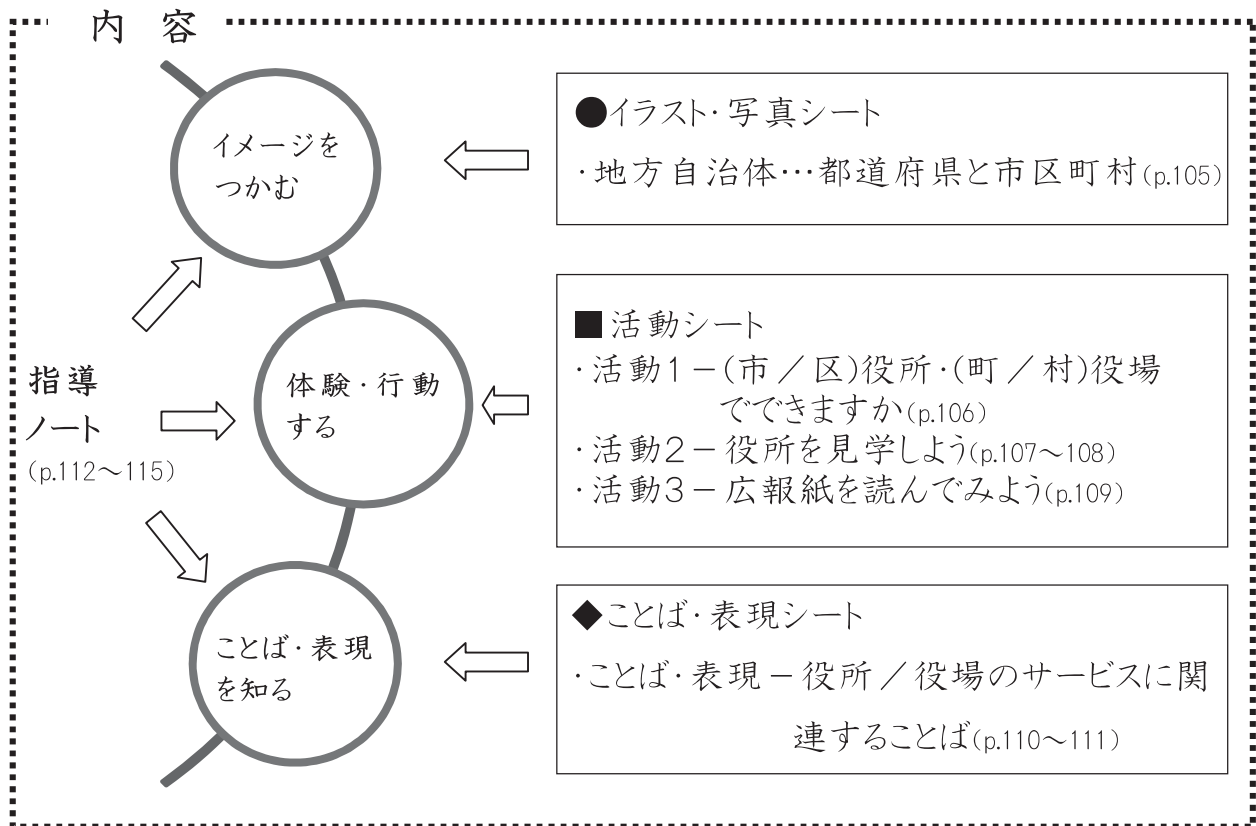 内 容
イメージを
つかむ
●イラスト・写真シート
・地方自治体…都道府県と市区町村(p.105)
指導
ノート
(p.112～115)
体験・行動
する
■活動シート
・活動1－(市／区)役所・(町／村)役場
でできますか(p.106)
・活動2－役所を見学しよう(p.107～108)
・活動3－広報紙を読んでみよう(p.109)
ことば・表現
を知る
◆ことば・表現シート
・ことば・表現－役所／役場のサービスに関
連することば(p.110～111)